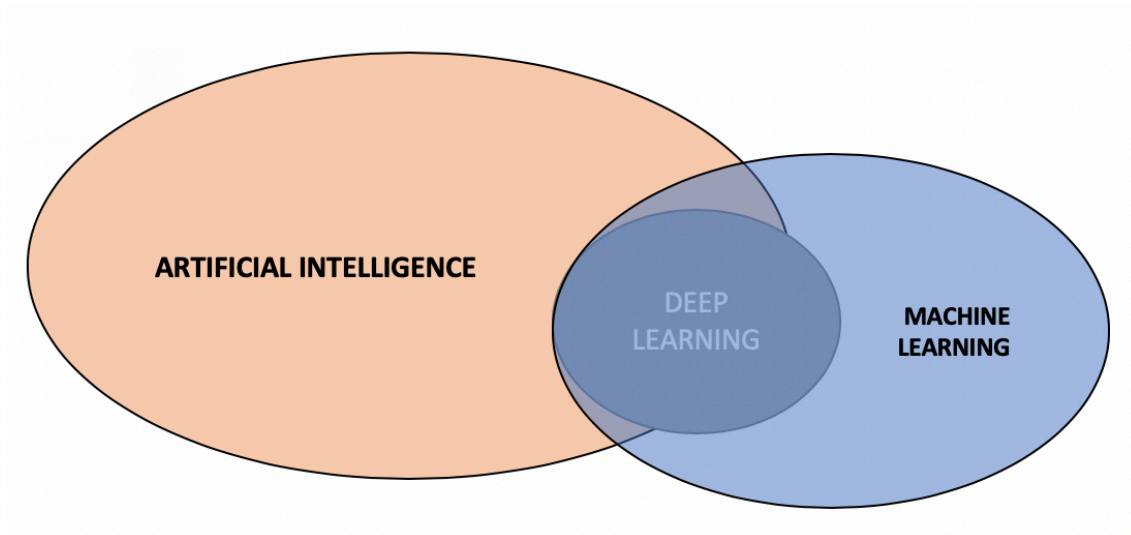 ARTIFICIAL INTELLIGENCE
DEEP
LEARNING
MACHINE
LEARNING